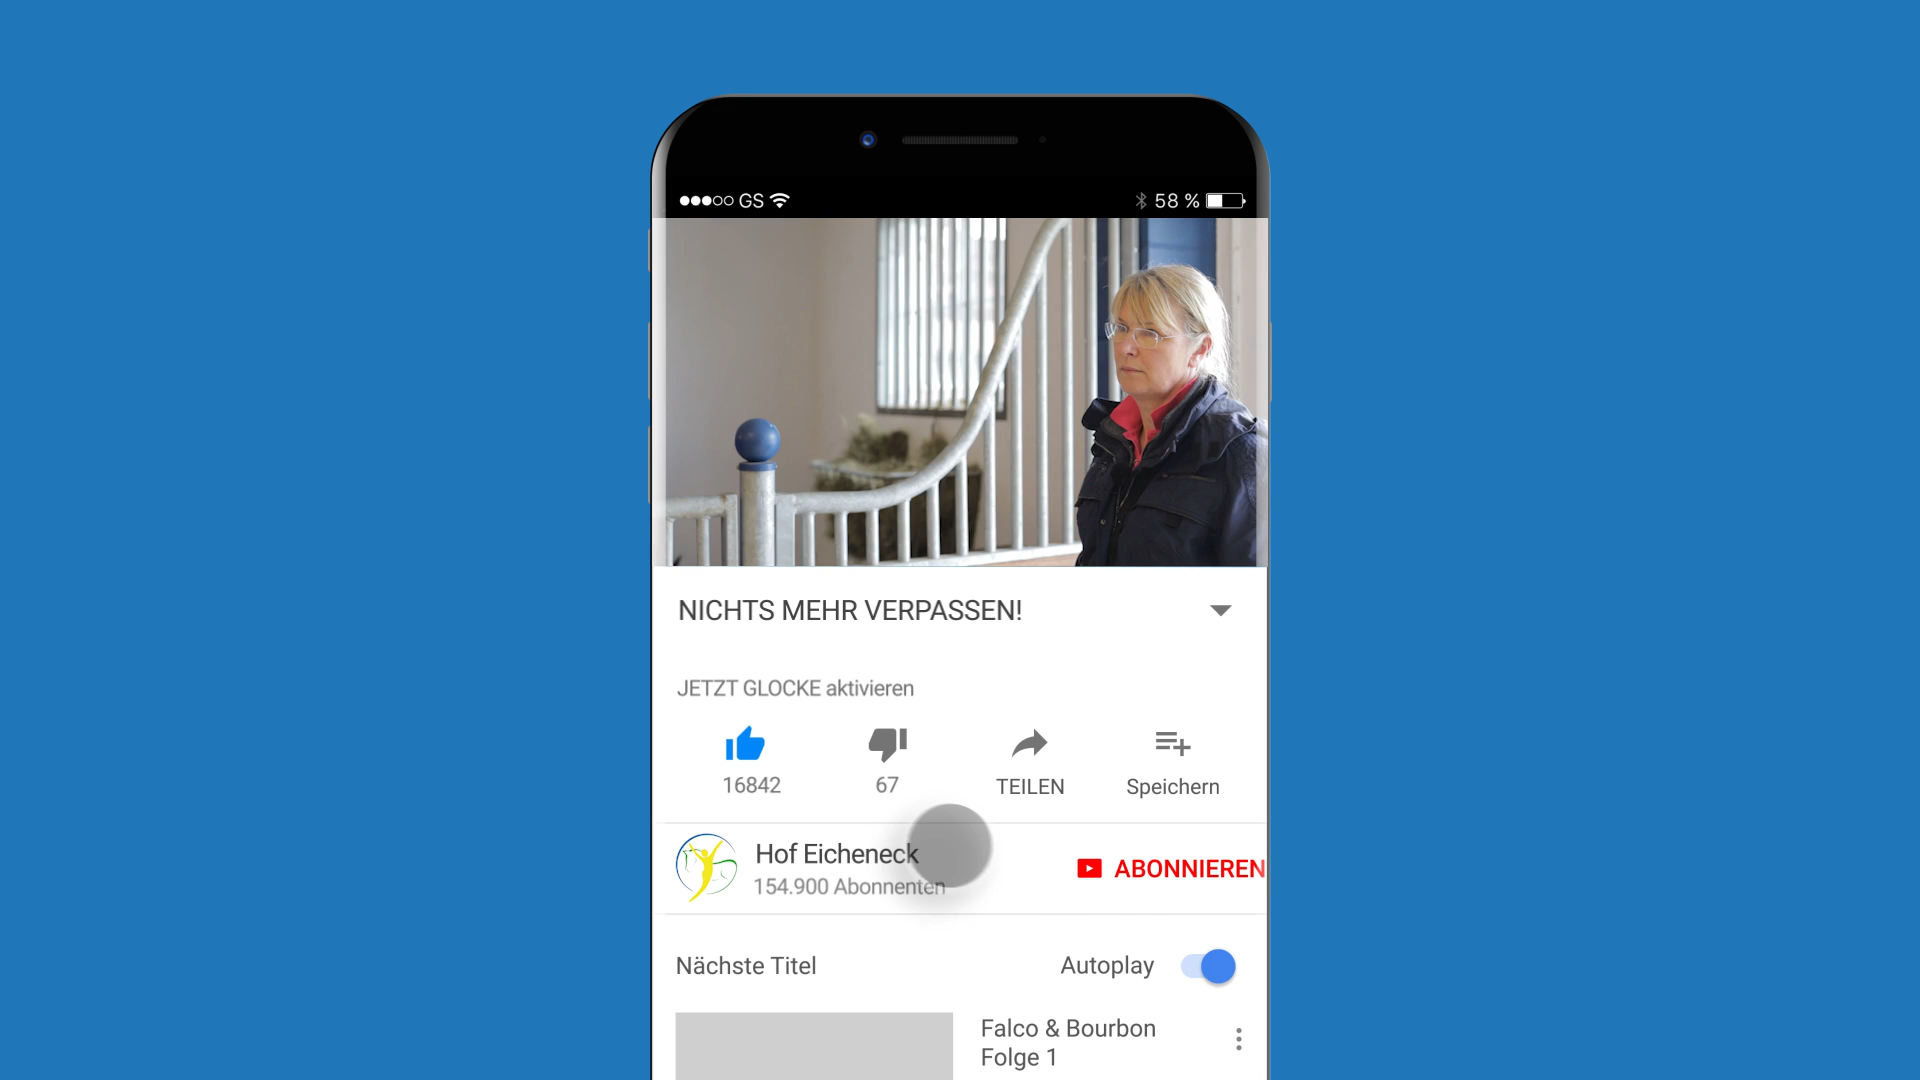 GS 58 %
NICHTS MEHR VERPASSEN!
JETZT GLOCKE aktivieren
16842 67 TEILEN Speichern
Hof Eicheneck
154.900 Abonnenten
ABONNIEREN
Nächste Titel Autoplay
Falco & Bourbon
Folge 1